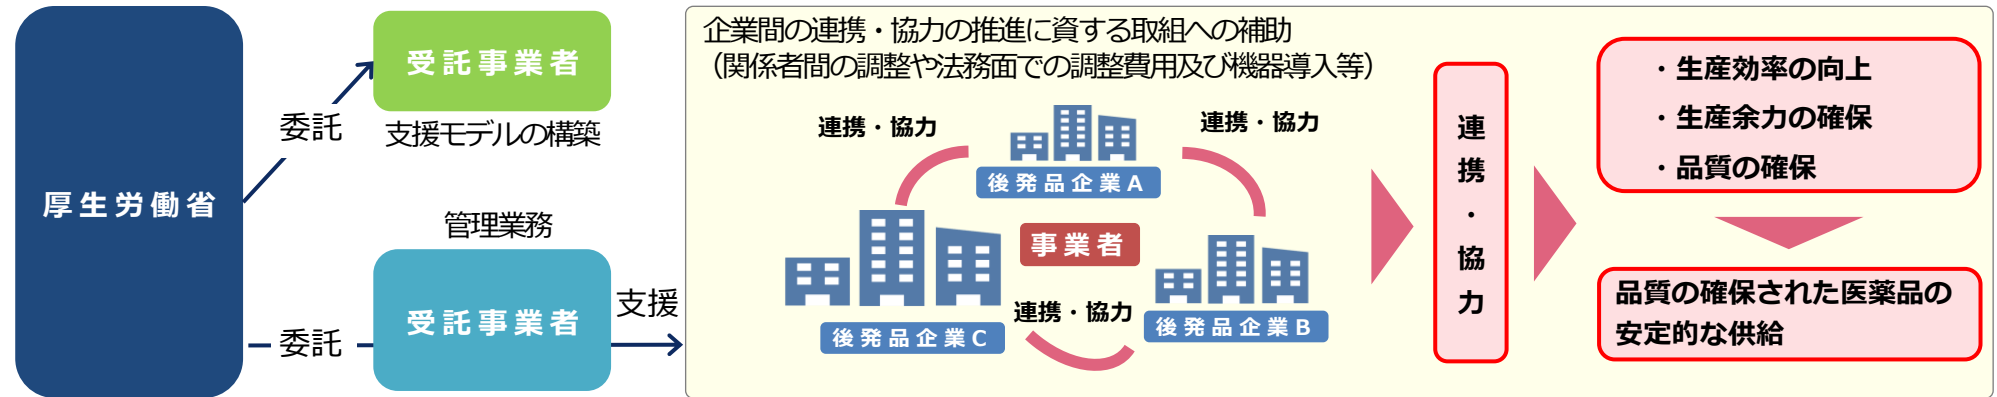 厚生労働省
委託
受託事業者
支援モデルの構築
管理業務
委託
受託事業者
支援
企業間の連携・協力の推進に資する取組への補助
（関係者間の調整や法務面での調整費用及び機器導入等）
連携・協力
連携・協力
後発品企業A
事業者
連携・協力
後発品企業C
後発品企業B
連携・協力
・生産効率の向上
・生産余力の確保
・品質の確保
品質の確保された医薬品の
安定的な供給